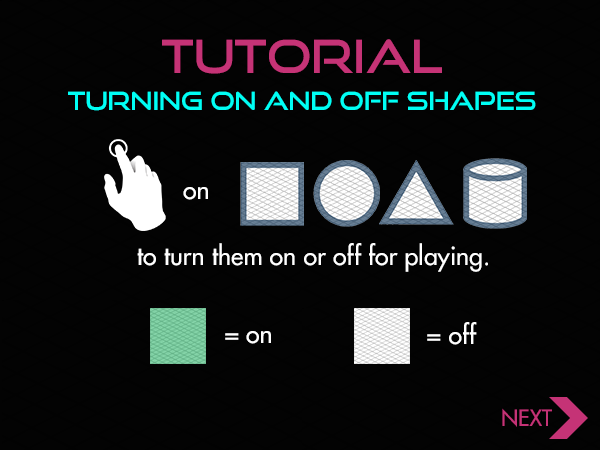 TUTORIAL
TURNING ON AND OFF SHAPES
on
to turn them on or off for playing.
= on = off
NEXT